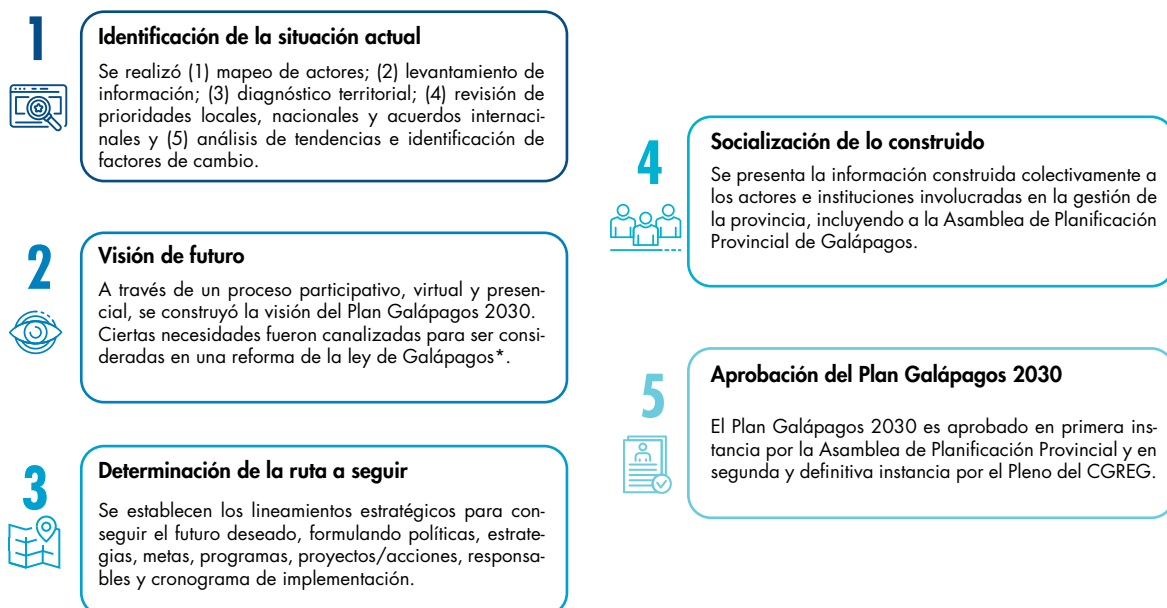 1
Identificación de la situación actual
Se realizó (1) mapeo de actores; (2) levantamiento de
información; (3) diagnóstico territorial; (4) revisión de
prioridades locales, nacionales y acuerdos internaci-
nales y (5) análisis de tendencias e identificación de
factores de cambio.
2
Visión de futuro
A través de un proceso participativo, virtual y presen-
cial, se construyó la visión del Plan Galápagos 2030.
Ciertas necesidades fueron canalizadas para ser consi-
deradas en una reforma de la ley de Galápagos*.
3
Determinación de la ruta a seguir
Se establecen los lineamientos estratégicos para con-
seguir el futuro deseado, formulando políticas, estrate-
gias, metas, programas, proyectos/acciones, responsa-
bles y cronograma de implementación.
4
Socialización de lo construido
Se presenta la información construida colectivamente a
los actores e instituciones involucradas en la gestión de
la provincia, incluyendo a la Asamblea de Planificación
Provincial de Galápagos.
5
Aprobación del Plan Galápagos 2030
El Plan Galápagos 2030 es aprobado en primera ins-
tancia por la Asamblea de Planificación Provincial y en
segunda y definitiva instancia por el Pleno del CGREG.